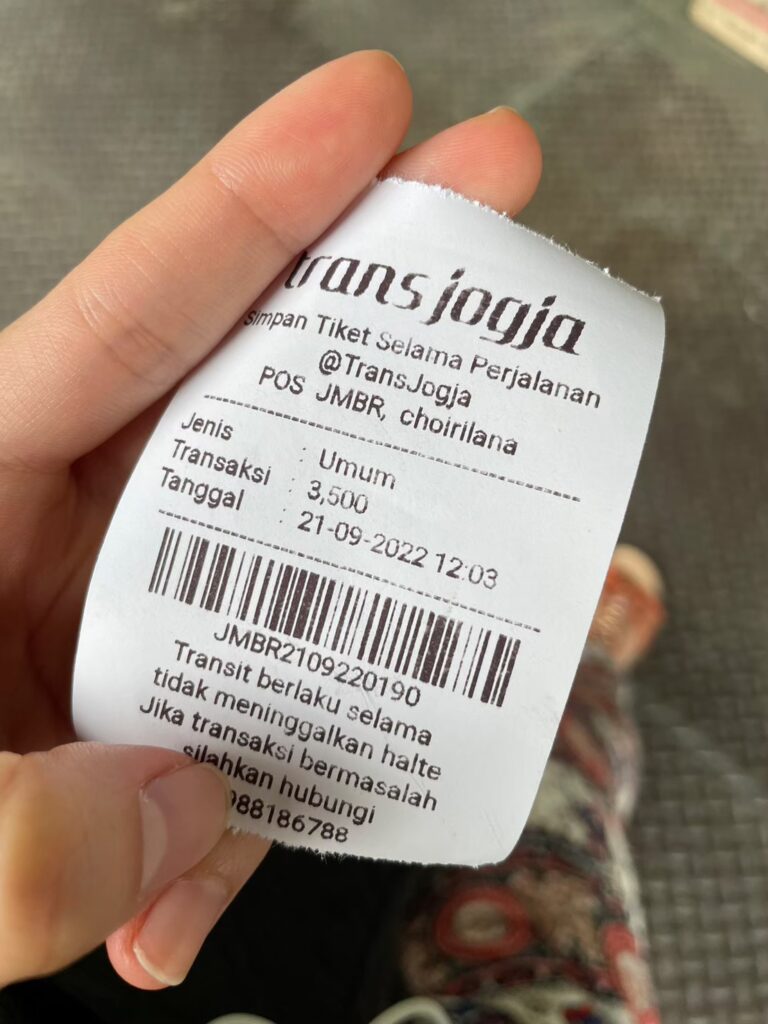 trans jogja
Simpan Tiket Selama Perjalanan
@TransJogja
POS JMBR, choirilana
Jenis : Umum
Transaksi : 3,500
Tanggal : 21-09-2022 12:03
JMBR2109220190
Transit berlaku selama
tidak meninggalkan halte
Jika transaksi bermasalah
silahkan hubungi
988186788